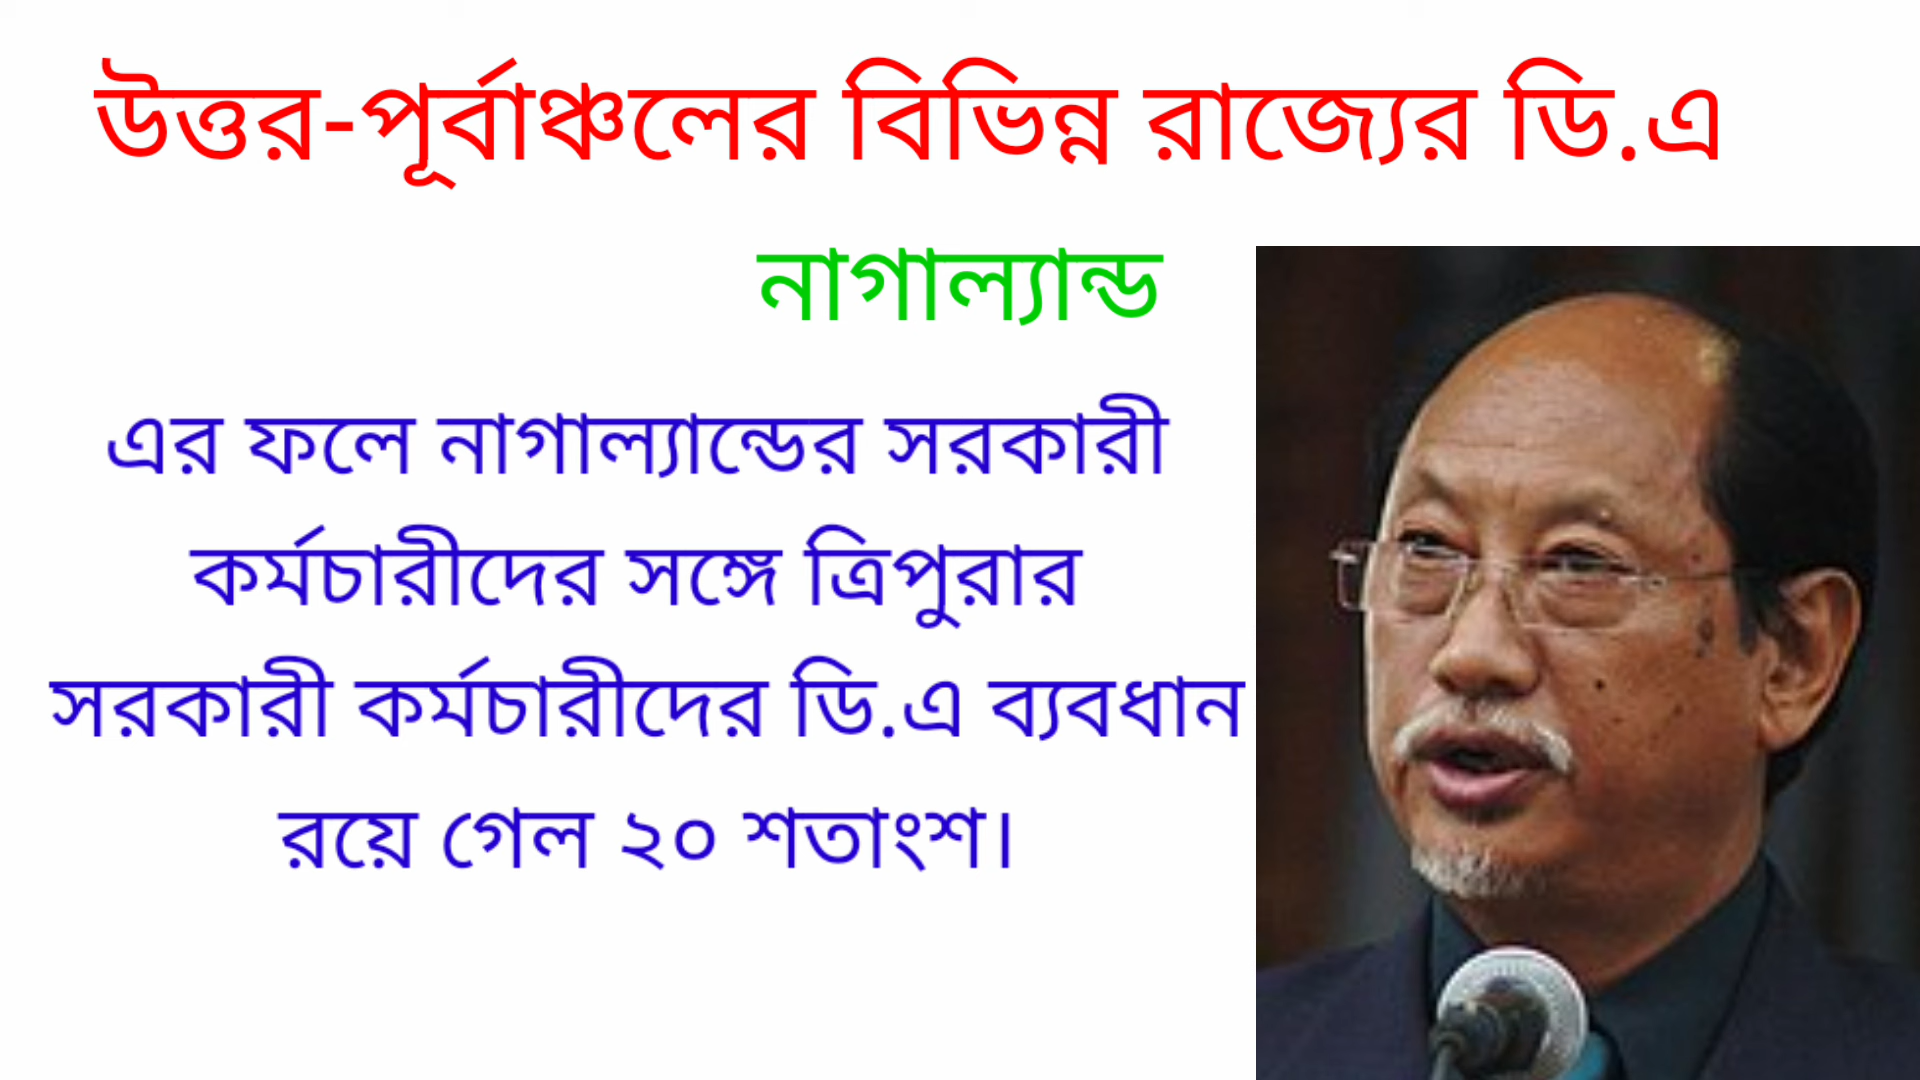 উত্তর-পূর্বাঞ্চলের বিভিন্ন রাজ্যের ডি.এ
নাগাল্যান্ড
এর ফলে নাগাল্যান্ডের সরকারী
কর্মচারীদের সঙ্গে ত্রিপুরার
সরকারী কর্মচারীদের ডি.এ ব্যবধান
রয়ে গেল ২০ শতাংশ।